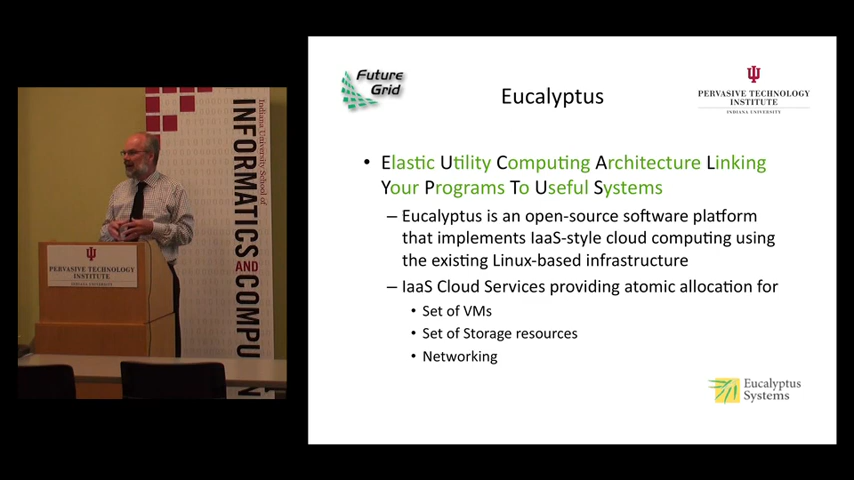 Indiana University School of
INFORMATICS AND COMPU
PERVASIVE TECHNOLOGY
INSTITUTE
INDIANA UNIVERSITY
Future
Grid
Eucalyptus
PERVASIVE TECHNOLOGY
INSTITUTE
INDIANA UNIVERSITY
• Elastic Utility Computing Architecture Linking
Your Programs To Useful Systems
– Eucalyptus is an open-source software platform
that implements IaaS-style cloud computing using
the existing Linux-based infrastructure
– IaaS Cloud Services providing atomic allocation for
• Set of VMs
• Set of Storage resources
• Networking
Eucalyptus
Systems